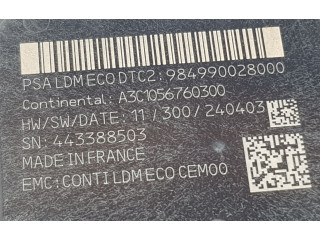 PSA LDM ECO DTC2: 984990028000
Continental: A3C1056760300
HW/SW/DATE: 11/300/240403
SN: 443388503
MADE IN FRANCE
EMC: CONTI LDM ECO CEM00